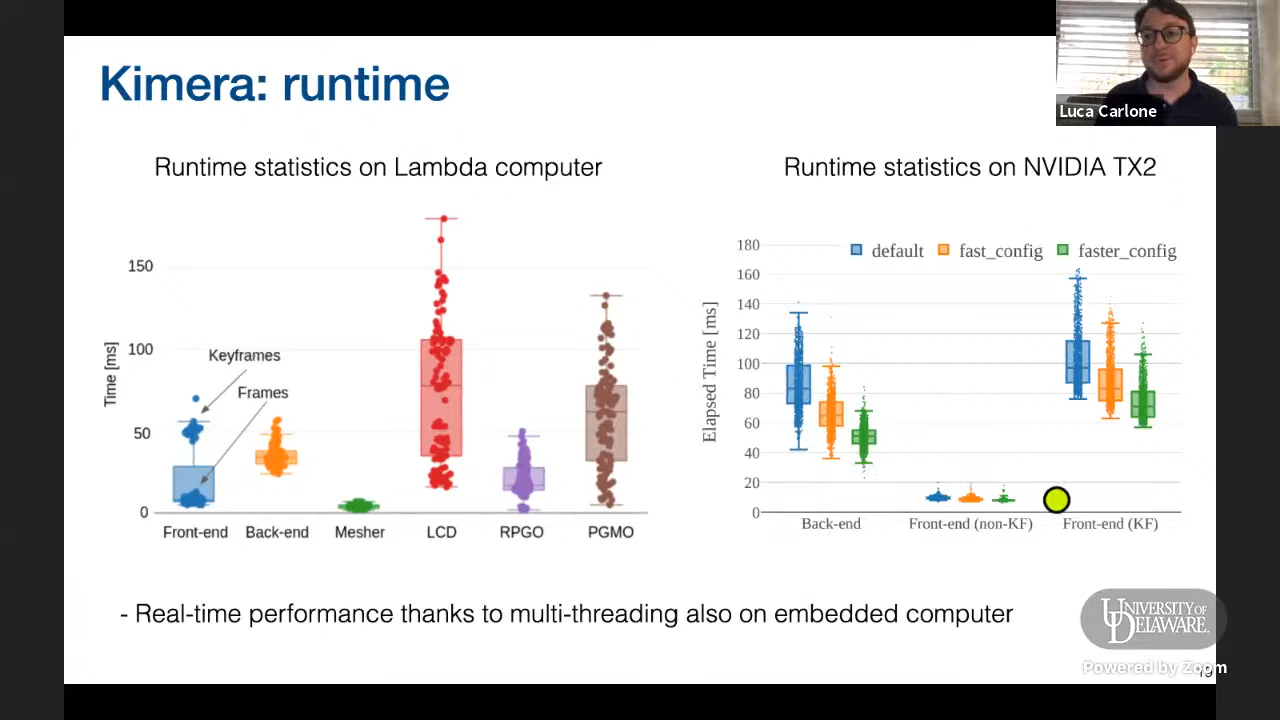 Kimera: runtime
Luca Carlone
Runtime statistics on Lambda computer
Time [ms]
150
100
50
0
Keyframes
Frames
Front-end
Back-end
Mesher
LCD
RPGO
PGMO
Runtime statistics on NVIDIA TX2
default
fast_config
faster_config
Elapsed Time [ms]
180
160
140
120
100
80
60
40
20
0
Back-end
Front-end (non-KF)
Front-end (KF)
- Real-time performance thanks to multi-threading also on embedded computer
UNIVERSITY OF
DELAWARE.
Powered by Zoom